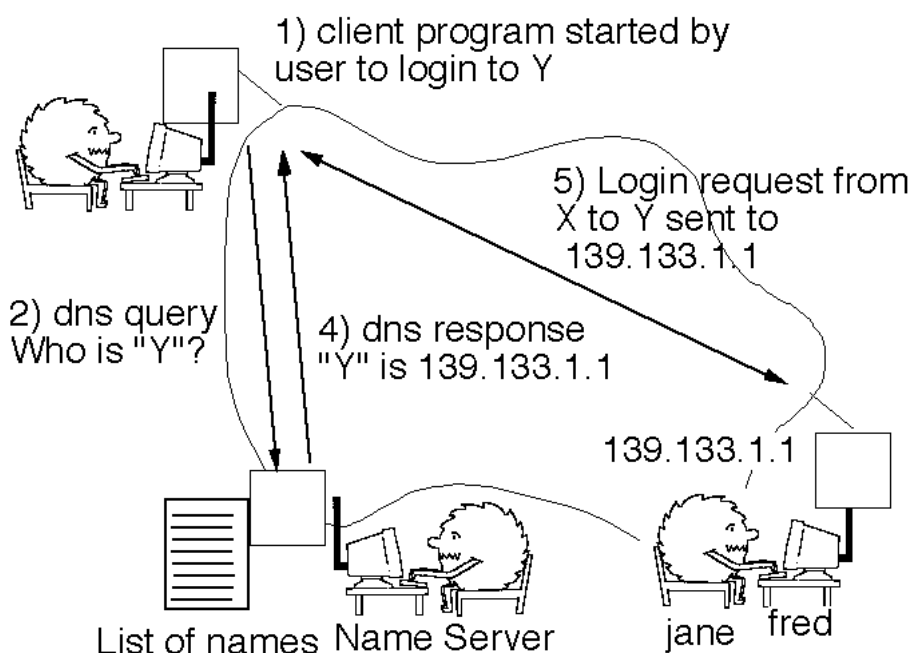 1) client program started by
user to login to Y
5) Login request from
X to Y sent to
139.133.1.1
2) dns query
Who is "Y"?
4) dns response
"Y" is 139.133.1.1
139.133.1.1
List of names
Name Server
jane
fred